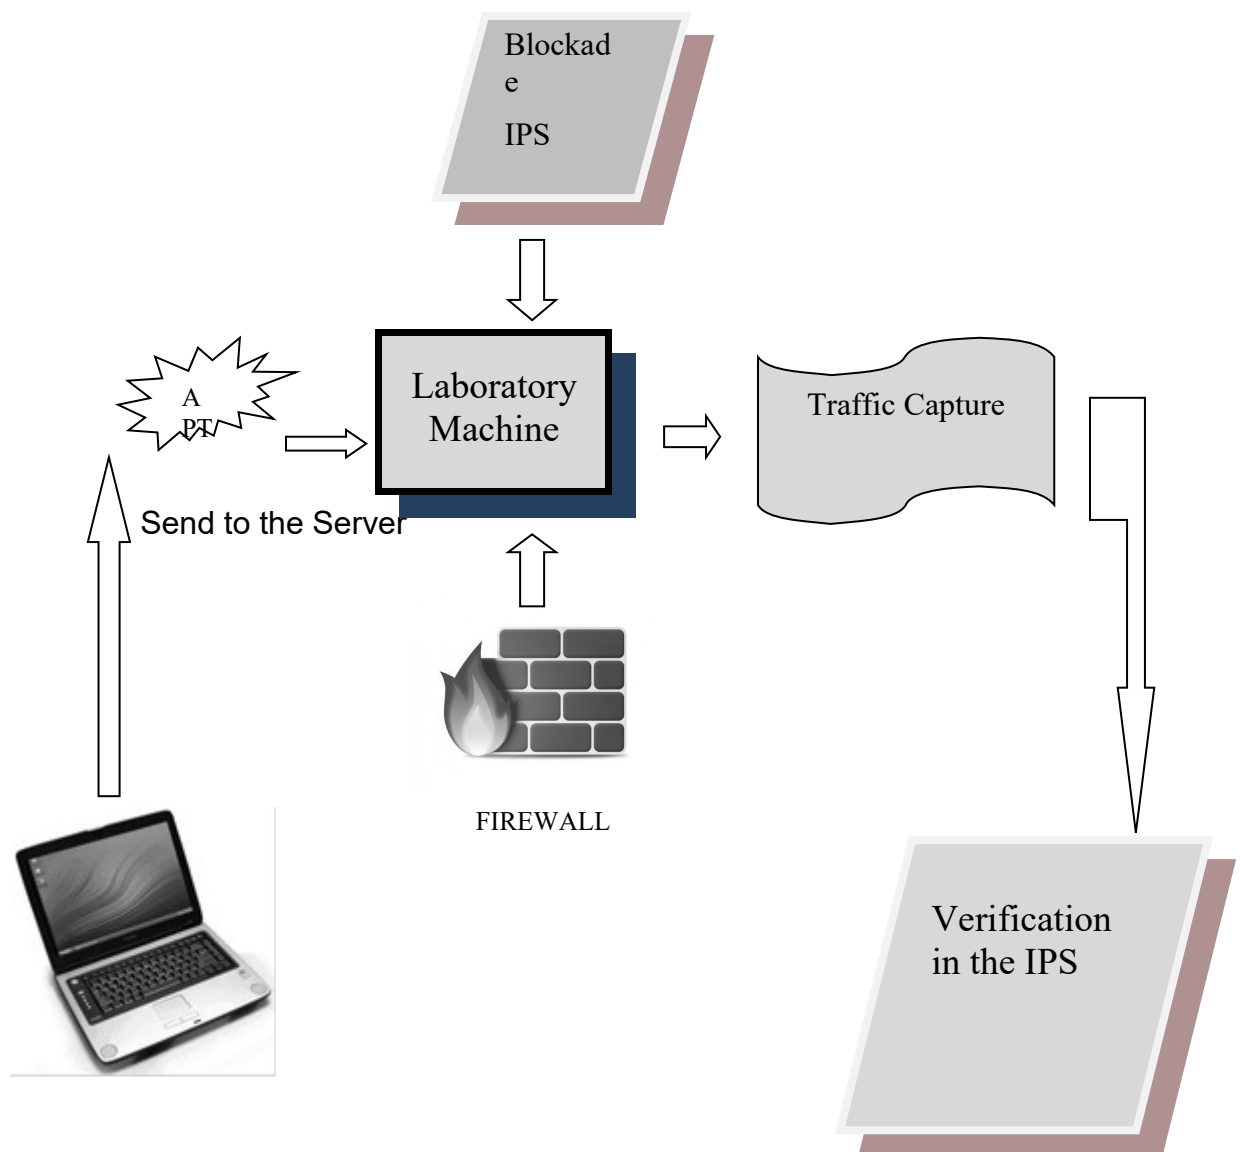 Blockad
e
IPS
A
PT
Laboratory
Machine
Traffic Capture
Send to the Server
FIREWALL
Verification
in the IPS